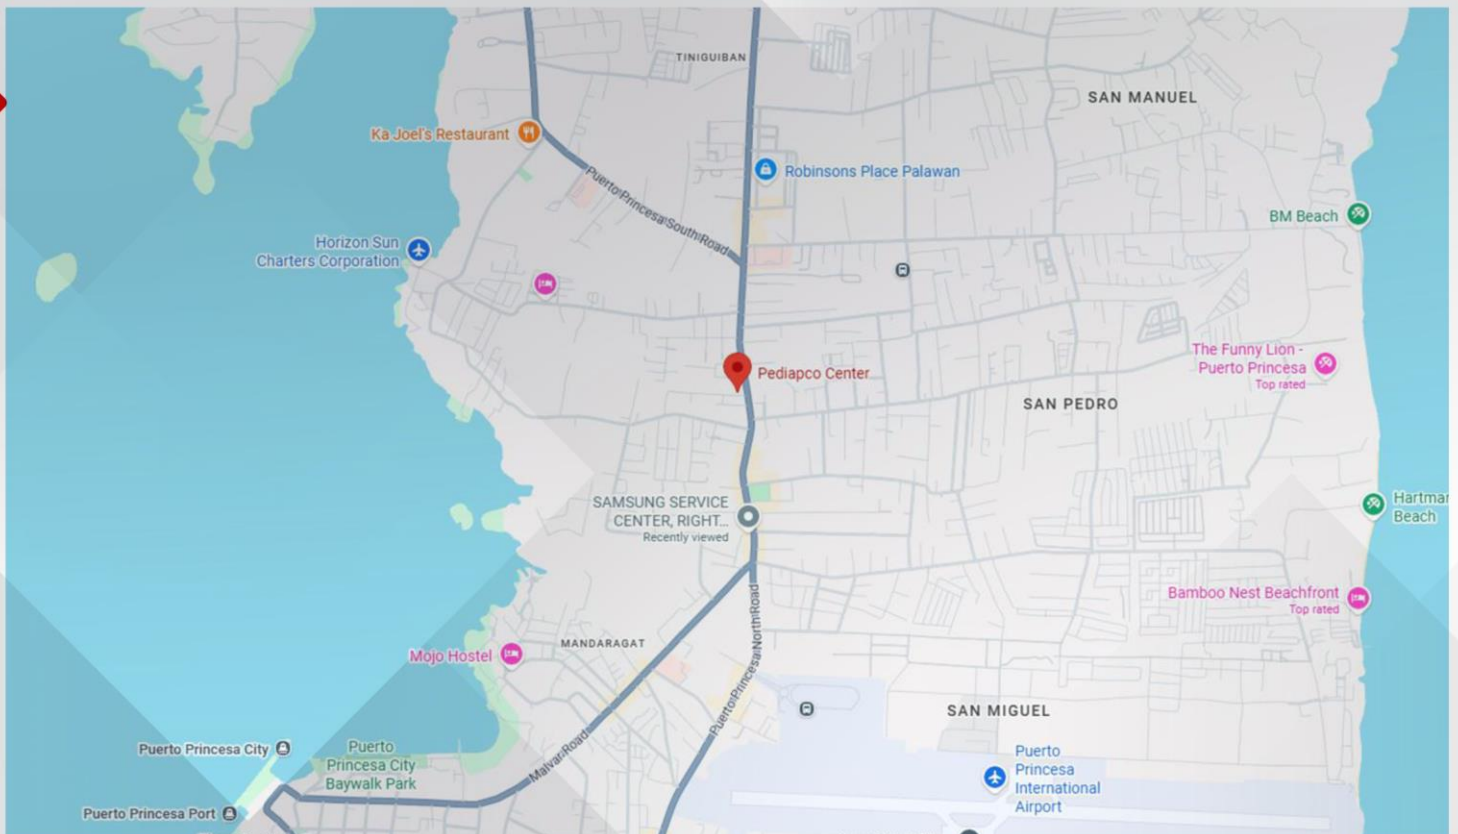 TINIGUIBAN
SAN MANUEL
Ka Joel's Restaurant
Robinsons Place Palawan
Puerto Princesa South Road
BM Beach
Horizon Sun
Charters Corporation
The Funny Lion -
Puerto Princesa
Top rated
Pediapco Center
SAN PEDRO
SAMSUNG SERVICE
CENTER, RIGHT...
Recently viewed
Hartmar
Beach
Bamboo Nest Beachfront
Top rated
Puerto Princesa North Road
MANDARAGAT
Mojo Hostel
SAN MIGUEL
Malvar Road
Puerto Princesa City
Puerto
Princesa City
Baywalk Park
Puerto
Princesa
International
Airport
Puerto Princesa Port